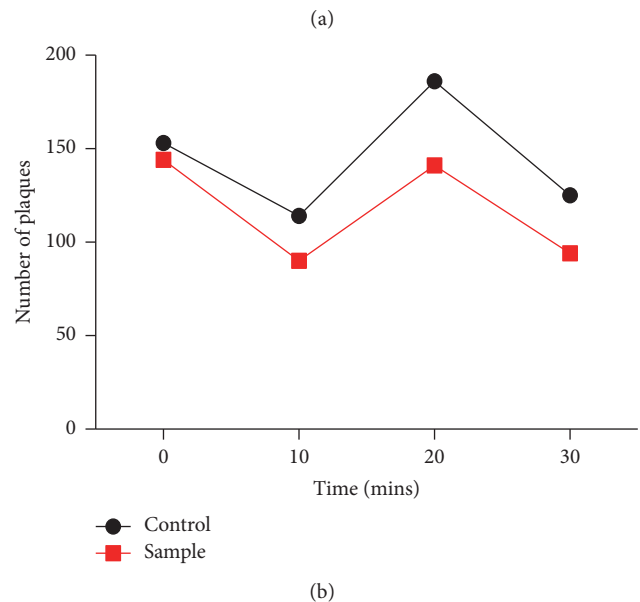 (a)
200
150
100
50
0
Number of plaques
0 10 20 30
Time (mins)
Control
Sample
(b)